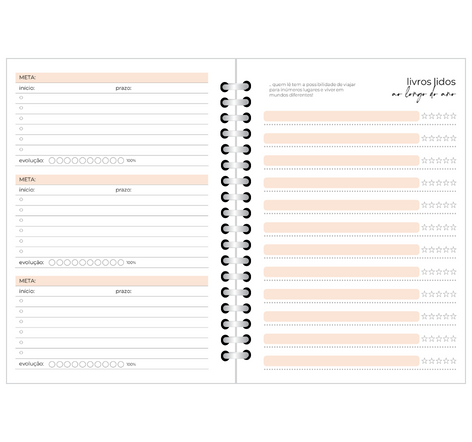 META:
início: prazo:
evolução: 100%
META:
início: prazo:
evolução: 100%
META:
início: prazo:
evolução: 100%
... quem lê tem a possibilidade de viajar
para inúmeros lugares e viver em
mundos diferentes!
livros lidos
ao longo do ano